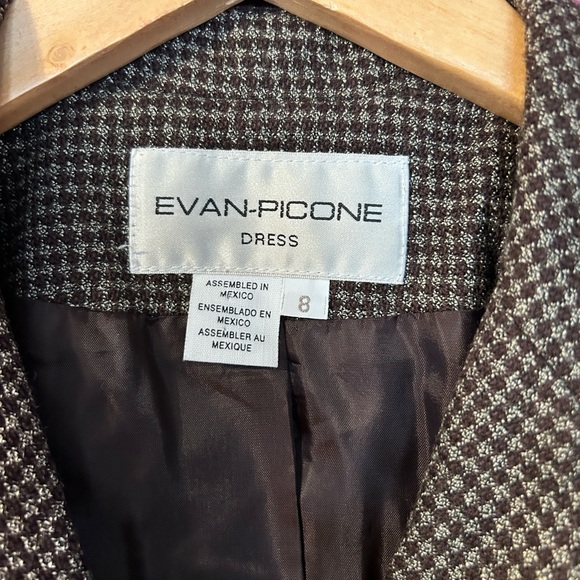 EVAN-PICONE
DRESS
ASSEMBLED IN
MEXICO
8
ENSEMBLADO EN
MEXICO
ASSEMBLER AU
MEXIQUE